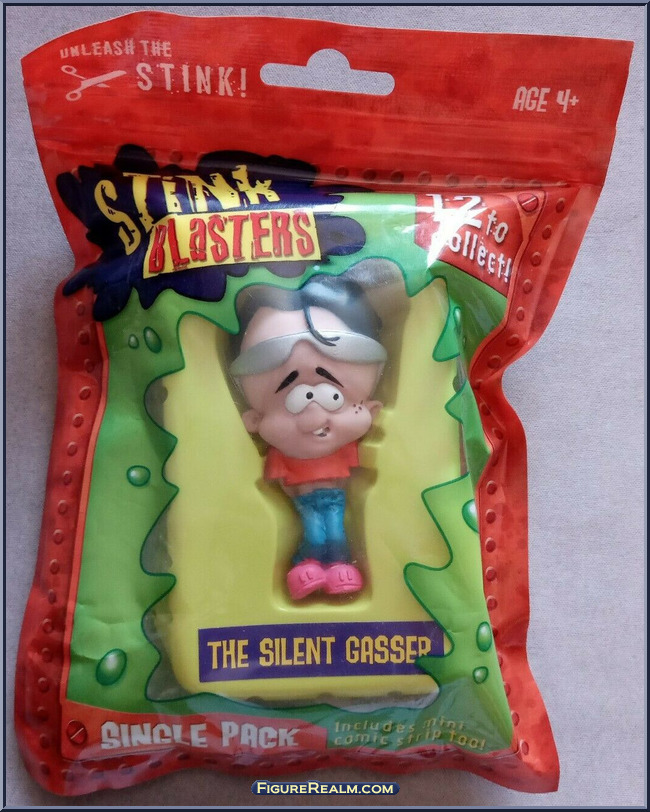 UNLEASH THE
STINK!
AGE 4+
STINK
BLASTERS
12 to
collect!
THE SILENT GASSER
SINGLE PACK
Includes mini
comic strip too!
FIGUREREALM.COM